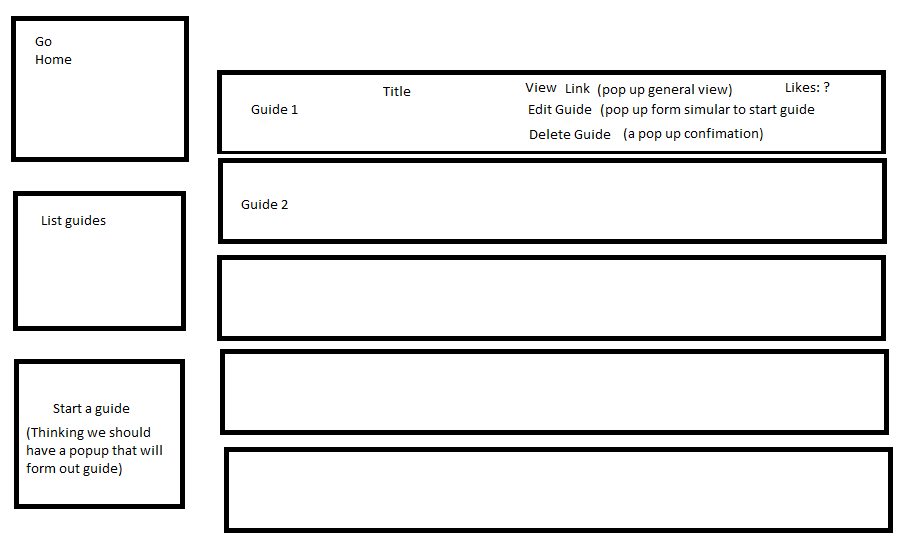 Go
Home
Title
View Link (pop up general view)
Likes: ?
Guide 1
Edit Guide (pop up form simular to start guide
Delete Guide (a pop up confimation)
List guides
Guide 2
Start a guide
(Thinking we should
have a popup that will
form out guide)